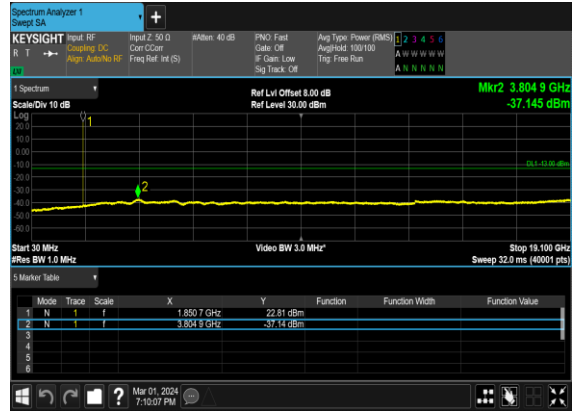 Spectrum Analyzer 1
Swept SA
+
KEYSIGHT Input: RF Input Z: 50 Ω #Atten: 40 dB PNO: Fast Avg Type: Power (RMS) 1 2 3 4 5 6
R T Coupling: DC Corr CCorr Gate: Off Avg|Hold: 100/100 A W W W W W
Align: Auto/No RF Freq Ref: Int (S) IF Gain: Low Trig: Free Run
Sig Track: Off A N N N N N
1 Spectrum Ref Lvl Offset 8.00 dB Mkr2 3.804 9 GHz
Scale/Div 10 dB Ref Level 30.00 dBm -37.145 dBm
Log
1
20.0
10.0
0.00
-10.0 DL1 -13.00 dBm
-20.0
-30.0 2
-40.0
-50.0
-60.0
Start 30 MHz Video BW 3.0 MHz* Stop 19.100 GHz
#Res BW 1.0 MHz Sweep 32.0 ms (40001 pts)
5 Marker Table
Mode Trace Scale X Y Function Function Width Function Value
1 N 1 f 1.850 7 GHz 22.81 dBm
2 N 1 f 3.804 9 GHz -37.14 dBm
3
4
5
6
? Mar 01, 2024
7:10:07 PM